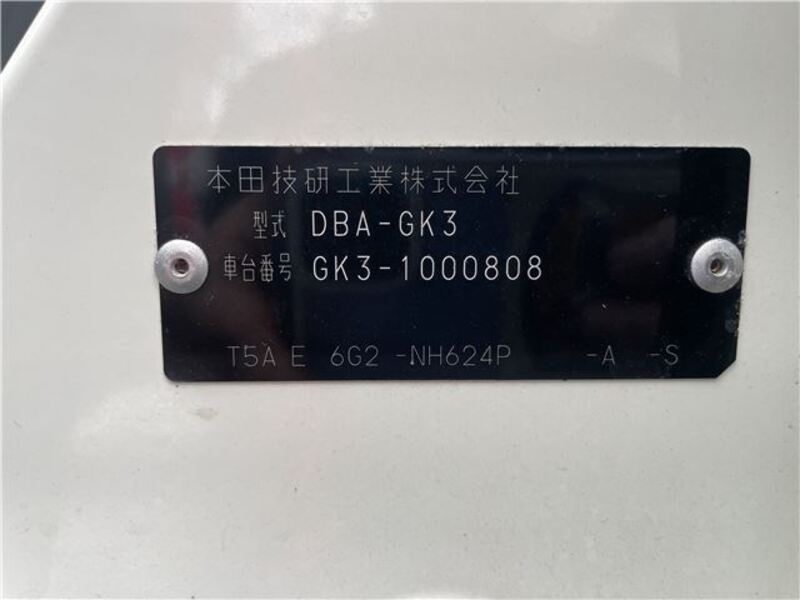 本田技研工業株式会社
型式 DBA-GK3
車台番号 GK3-1000808
T5A E 6G2 -NH624P -A -S